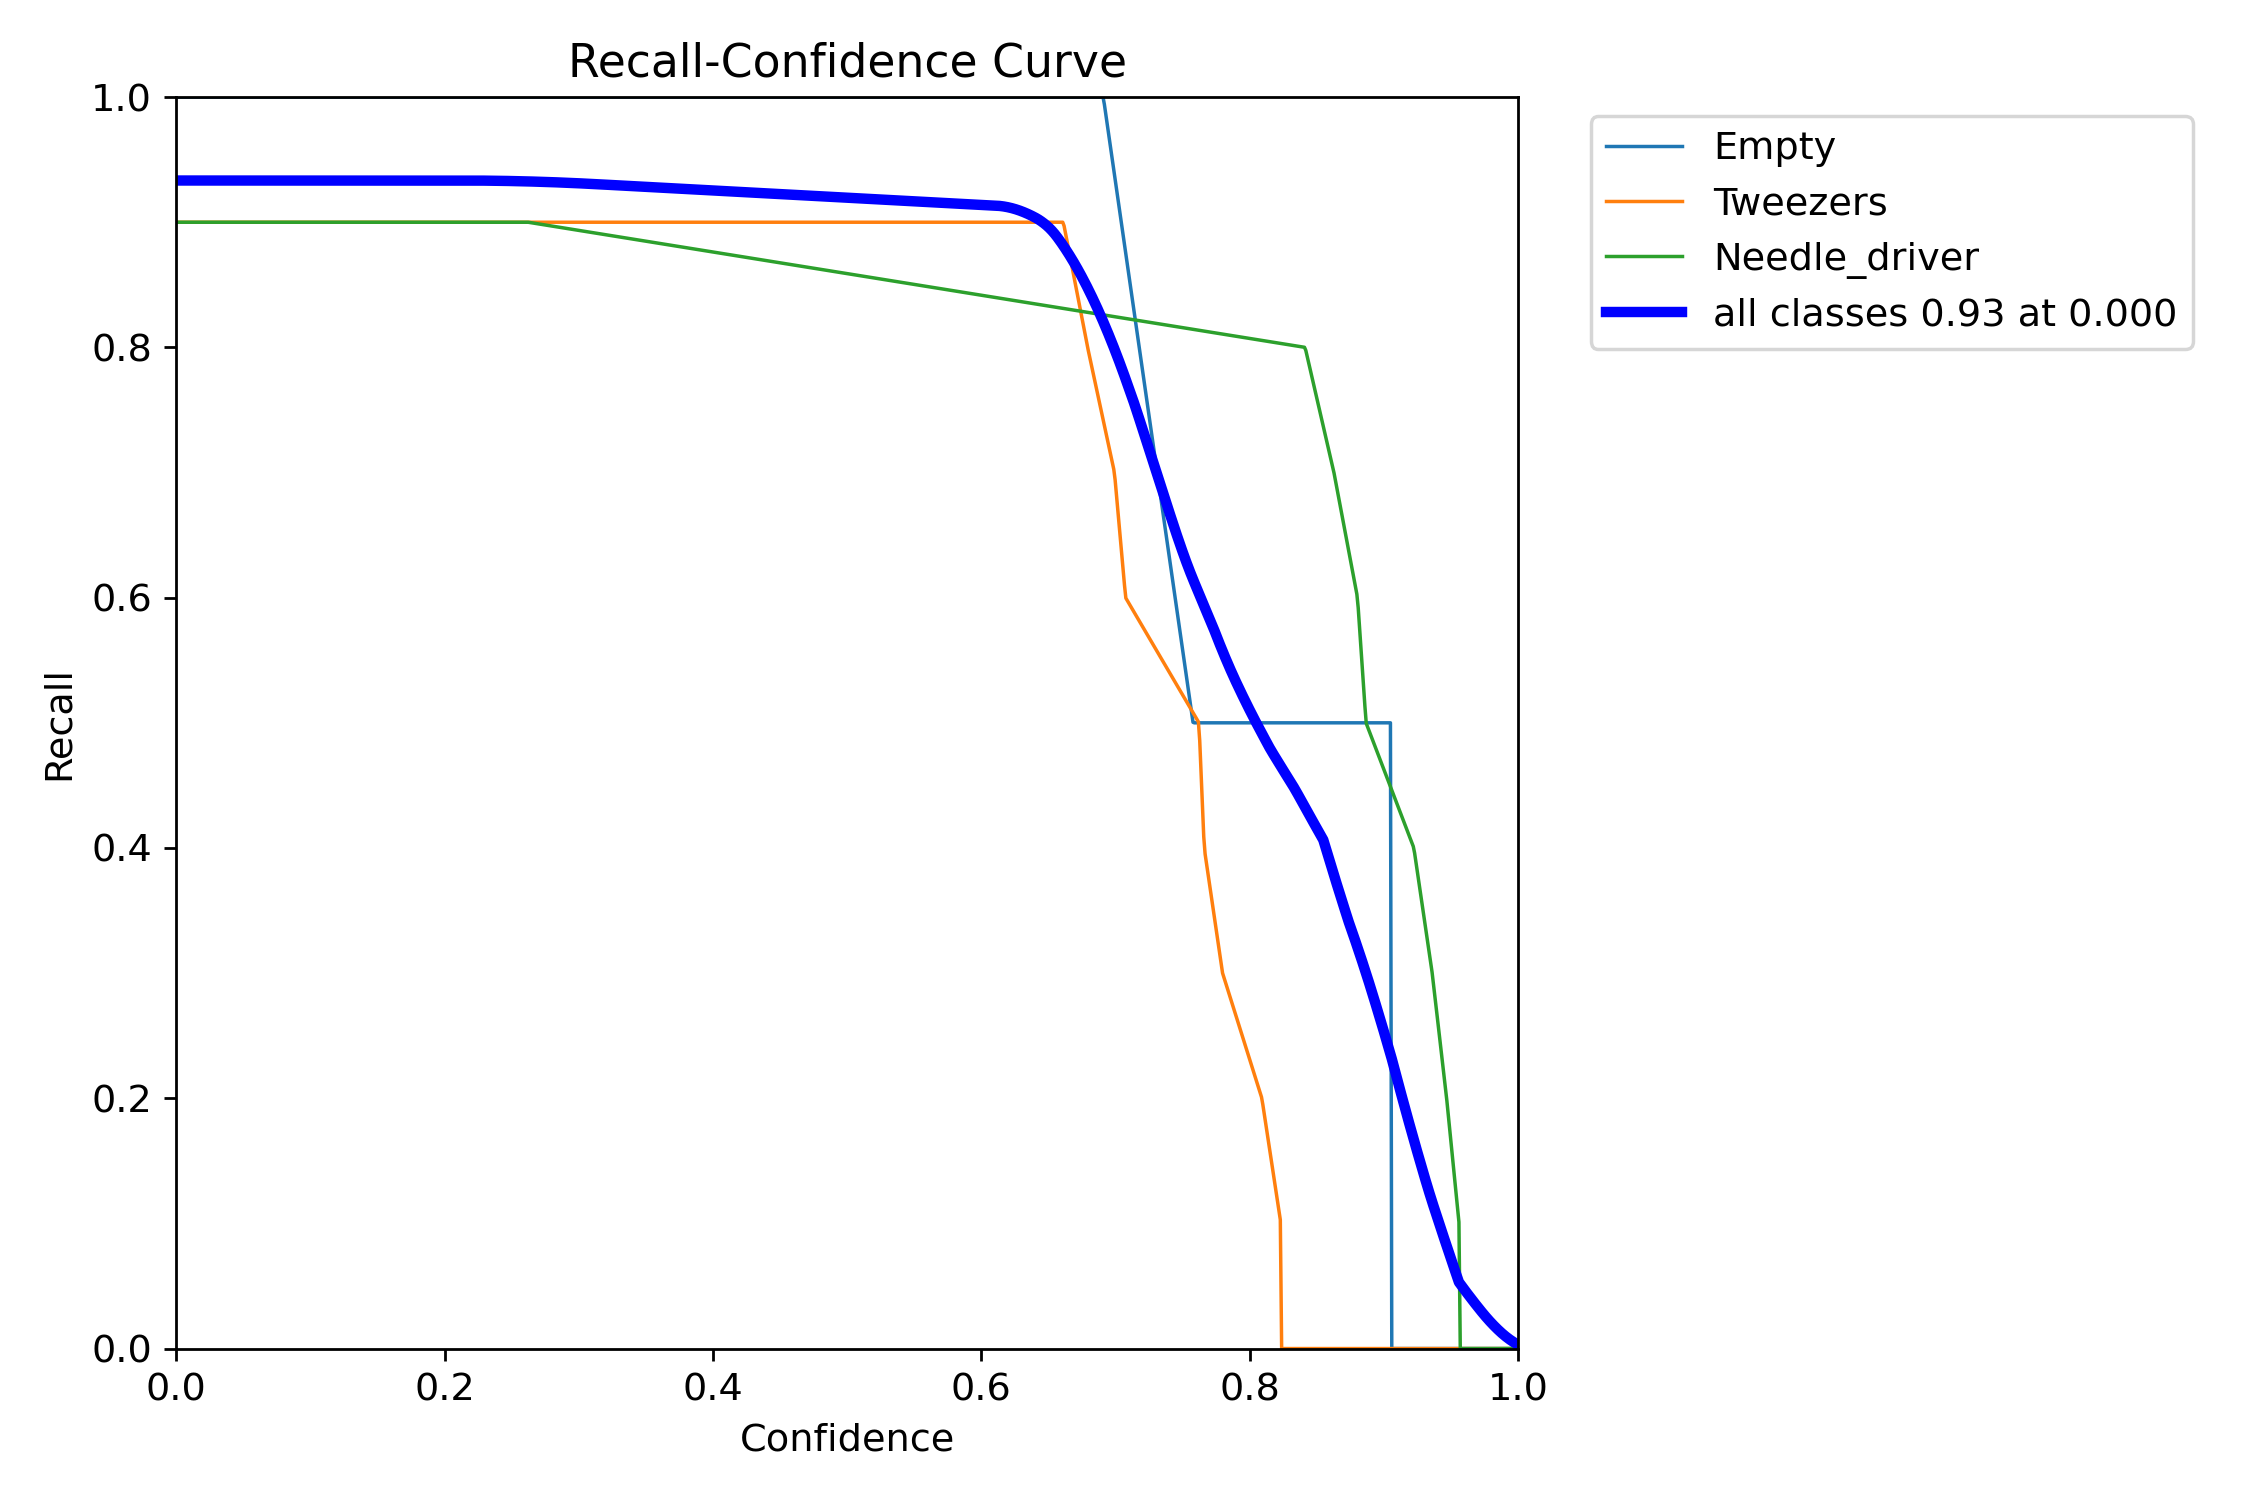 Recall-Confidence Curve
1.0
0.8
0.6
0.4
0.2
0.0
Recall
0.0 0.2 0.4 0.6 0.8 1.0
Confidence
Empty
Tweezers
Needle_driver
all classes 0.93 at 0.000